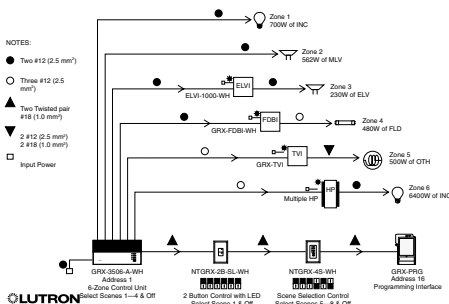 NOTES:
Two #12 (2.5 mm²)
Three #12 (2.5
mm²)
Two Twisted pair
#18 (1.0 mm²)
2 #12 (2.5 mm²)
2 #18 (1.0 mm²)
Input Power
Zone 1
700W of INC
Zone 2
562W of MLV
ELVI
ELVI-1000-WH
Zone 3
230W of ELV
FDBI
GRX-FDBI-WH
Zone 4
480W of FLD
TVI
GRX-TVI
Zone 5
500W of OTH
HP
Multiple HP
Zone 6
6400W of INC
GRX-3506-A-WH
Address 1
6-Zone Control Unit
Select Scenes 1—4 & Off
NTGRX-2B-SL-WH
2 Button Control with LED
Select Scene 1 & Off
NTGRX-4S-WH
Scene Selection Control
Select Scenes 5—8 & Off
GRX-PRG
Address 16
Programming Interface
LUTRON